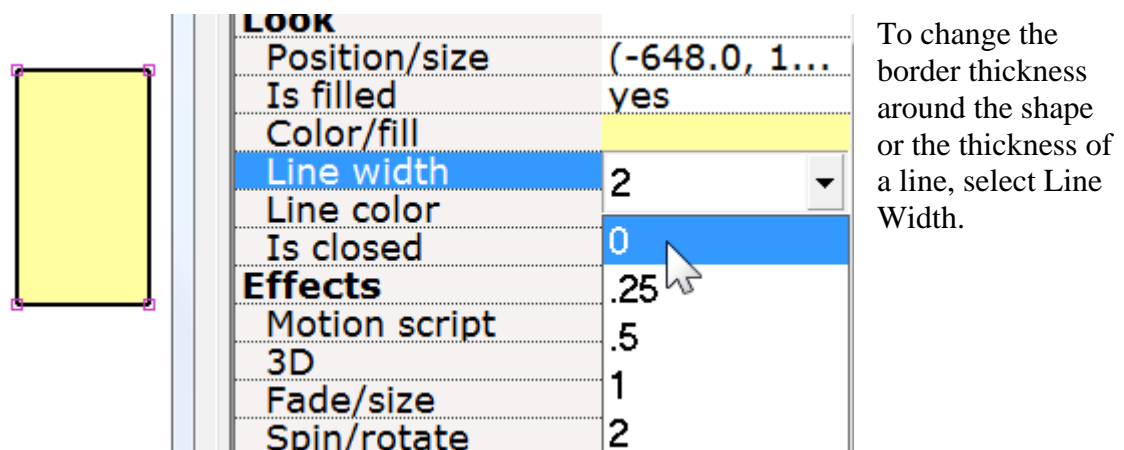 Look
Position/size (-648.0, 1...
Is filled yes
Color/fill
Line width 2
Line color
Is closed 0
Effects .25
Motion script .5
3D
Fade/size 1
Spin/rotate 2
To change the
border thickness
around the shape
or the thickness of
a line, select Line
Width.